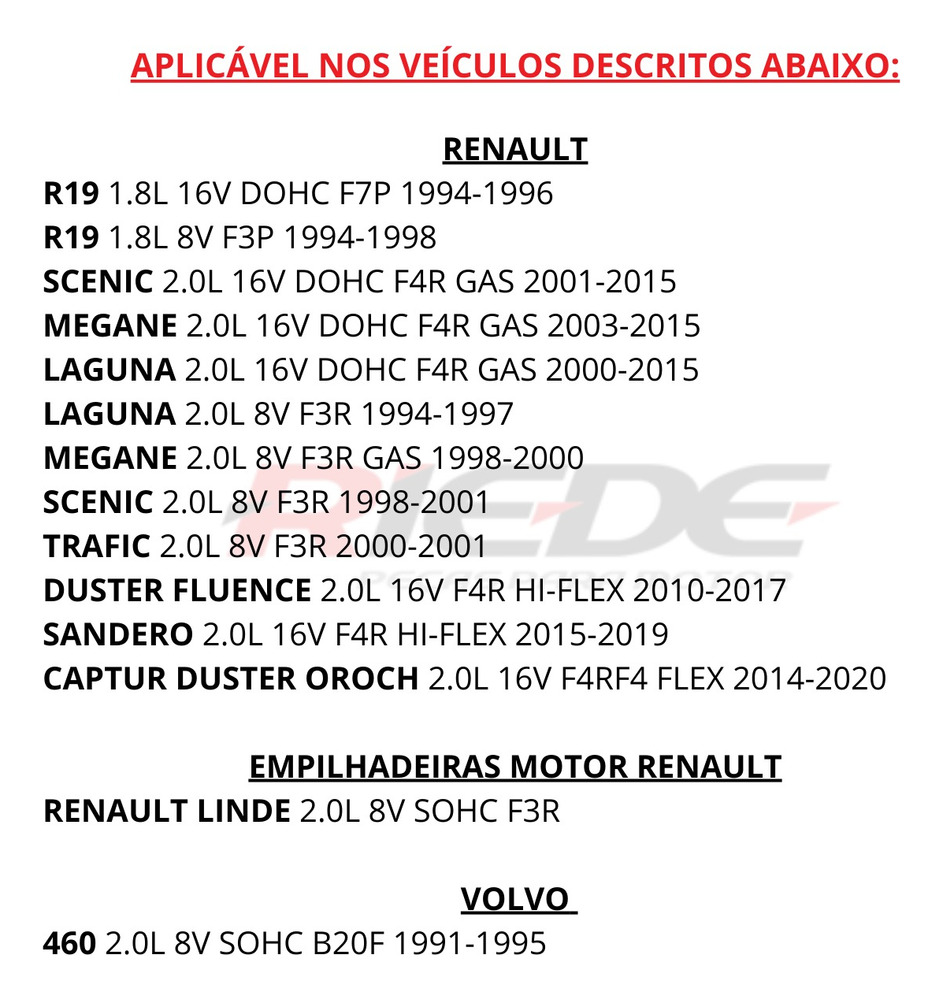 APLICÁVEL NOS VEÍCULOS DESCRITOS ABAIXO:
RENAULT
R19 1.8L 16V DOHC F7P 1994-1996
R19 1.8L 8V F3P 1994-1998
SCENIC 2.0L 16V DOHC F4R GAS 2001-2015
MEGANE 2.0L 16V DOHC F4R GAS 2003-2015
LAGUNA 2.0L 16V DOHC F4R GAS 2000-2015
LAGUNA 2.0L 8V F3R 1994-1997
MEGANE 2.0L 8V F3R GAS 1998-2000
SCENIC 2.0L 8V F3R 1998-2001
RIEDE
TRAFIC 2.0L 8V F3R 2000-2001
PEÇAS PARA MOTOR
DUSTER FLUENCE 2.0L 16V F4R HI-FLEX 2010-2017
SANDERO 2.0L 16V F4R HI-FLEX 2015-2019
CAPTUR DUSTER OROCH 2.0L 16V F4RF4 FLEX 2014-2020
EMPILHADEIRAS MOTOR RENAULT
RENAULT LINDE 2.0L 8V SOHC F3R
VOLVO
460 2.0L 8V SOHC B20F 1991-1995